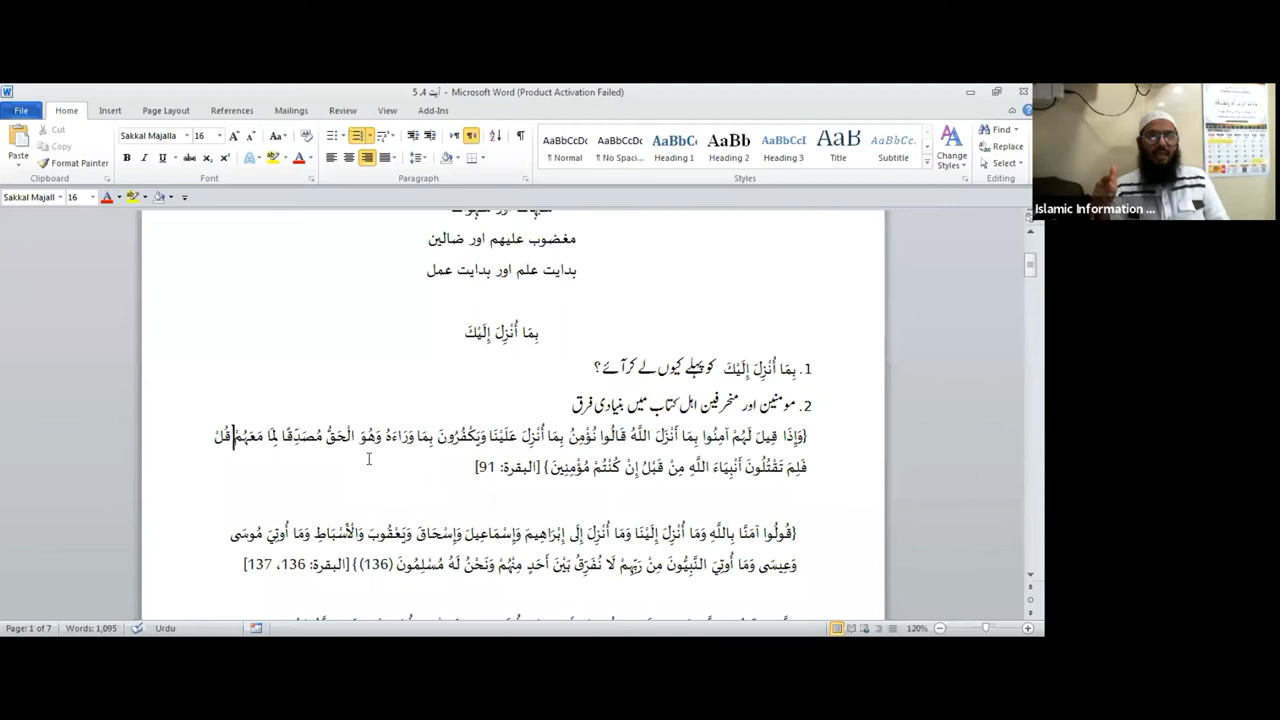 آیت 5.4 - Microsoft Word (Product Activation Failed)
File Home Insert Page Layout References Mailings Review View Add-Ins
Paste Cut Copy Format Painter Clipboard
Sakkal Majalla 16 Font
Paragraph
AaBbCcDc AaBbCcDc AaBbC AaBbCc AaBbCcI AaB AaBbCcl
¶ Normal ¶ No Spaci... Heading 1 Heading 2 Heading 3 Title Subtitle
Styles
Change Styles
Find Replace Select Editing
Sakkal Majall 16
Islamic Information ...
مغضوب علیهم اور ضالین
ہدایت علم اور ہدایت عمل
بِمَا أُنْزِلَ إِلَيْكَ
1. بِمَا أُنْزِلَ إِلَيْكَ کو پہلے کیوں لے کر آئے؟
2. مومنین اور منحرفین اہل کتاب میں بنیادی فرق
{وَإِذَا قِيلَ لَهُمْ آمِنُوا بِمَا أَنْزَلَ اللَّهُ قَالُوا نُؤْمِنُ بِمَا أُنْزِلَ عَلَيْنَا وَيَكْفُرُونَ بِمَا وَرَاءَهُ وَهُوَ الْحَقُّ مُصَدِّقًا لِمَا مَعَهُمْ قُلْ
فَلِمَ تَقْتُلُونَ أَنْبِيَاءَ اللَّهِ مِنْ قَبْلُ إِنْ كُنْتُمْ مُؤْمِنِينَ} [البقرة: 91]
{قُولُوا آمَنَّا بِاللَّهِ وَمَا أُنْزِلَ إِلَيْنَا وَمَا أُنْزِلَ إِلَى إِبْرَاهِيمَ وَإِسْمَاعِيلَ وَإِسْحَاقَ وَيَعْقُوبَ وَالْأَسْبَاطِ وَمَا أُوتِيَ مُوسَى
وَعِيسَى وَمَا أُوتِيَ النَّبِيُّونَ مِنْ رَبِّهِمْ لَا نُفَرِّقُ بَيْنَ أَحَدٍ مِنْهُمْ وَنَحْنُ لَهُ مُسْلِمُونَ (136)} [البقرة: 136، 137]
Page: 1 of 7 Words: 1,095 Urdu 120%